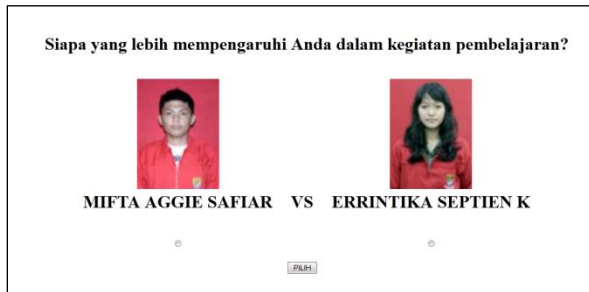 Siapa yang lebih mempengaruhi Anda dalam kegiatan pembelajaran?
MIFTA AGGIE SAFIAR VS ERRINTIKA SEPTIEN K
PILIH